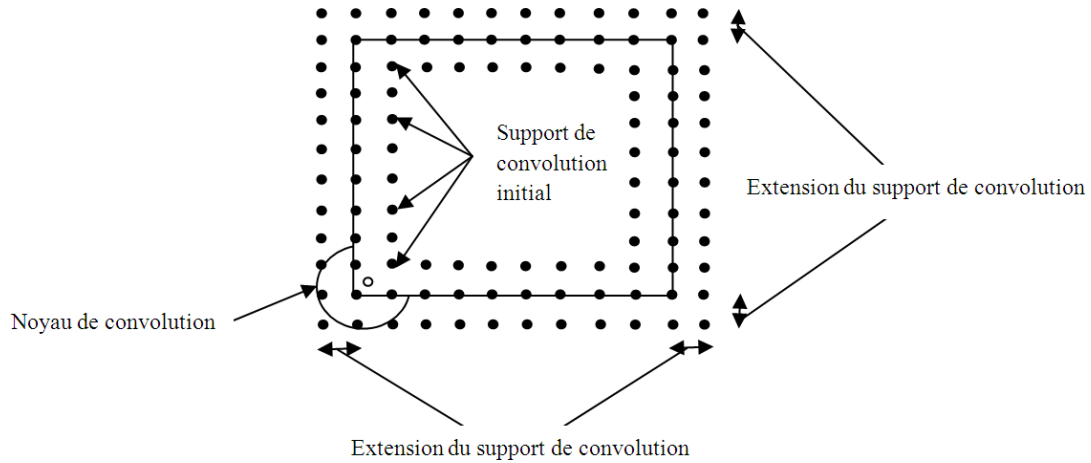 Support de
convolution
initial
Extension du support de convolution
Noyau de convolution
Extension du support de convolution